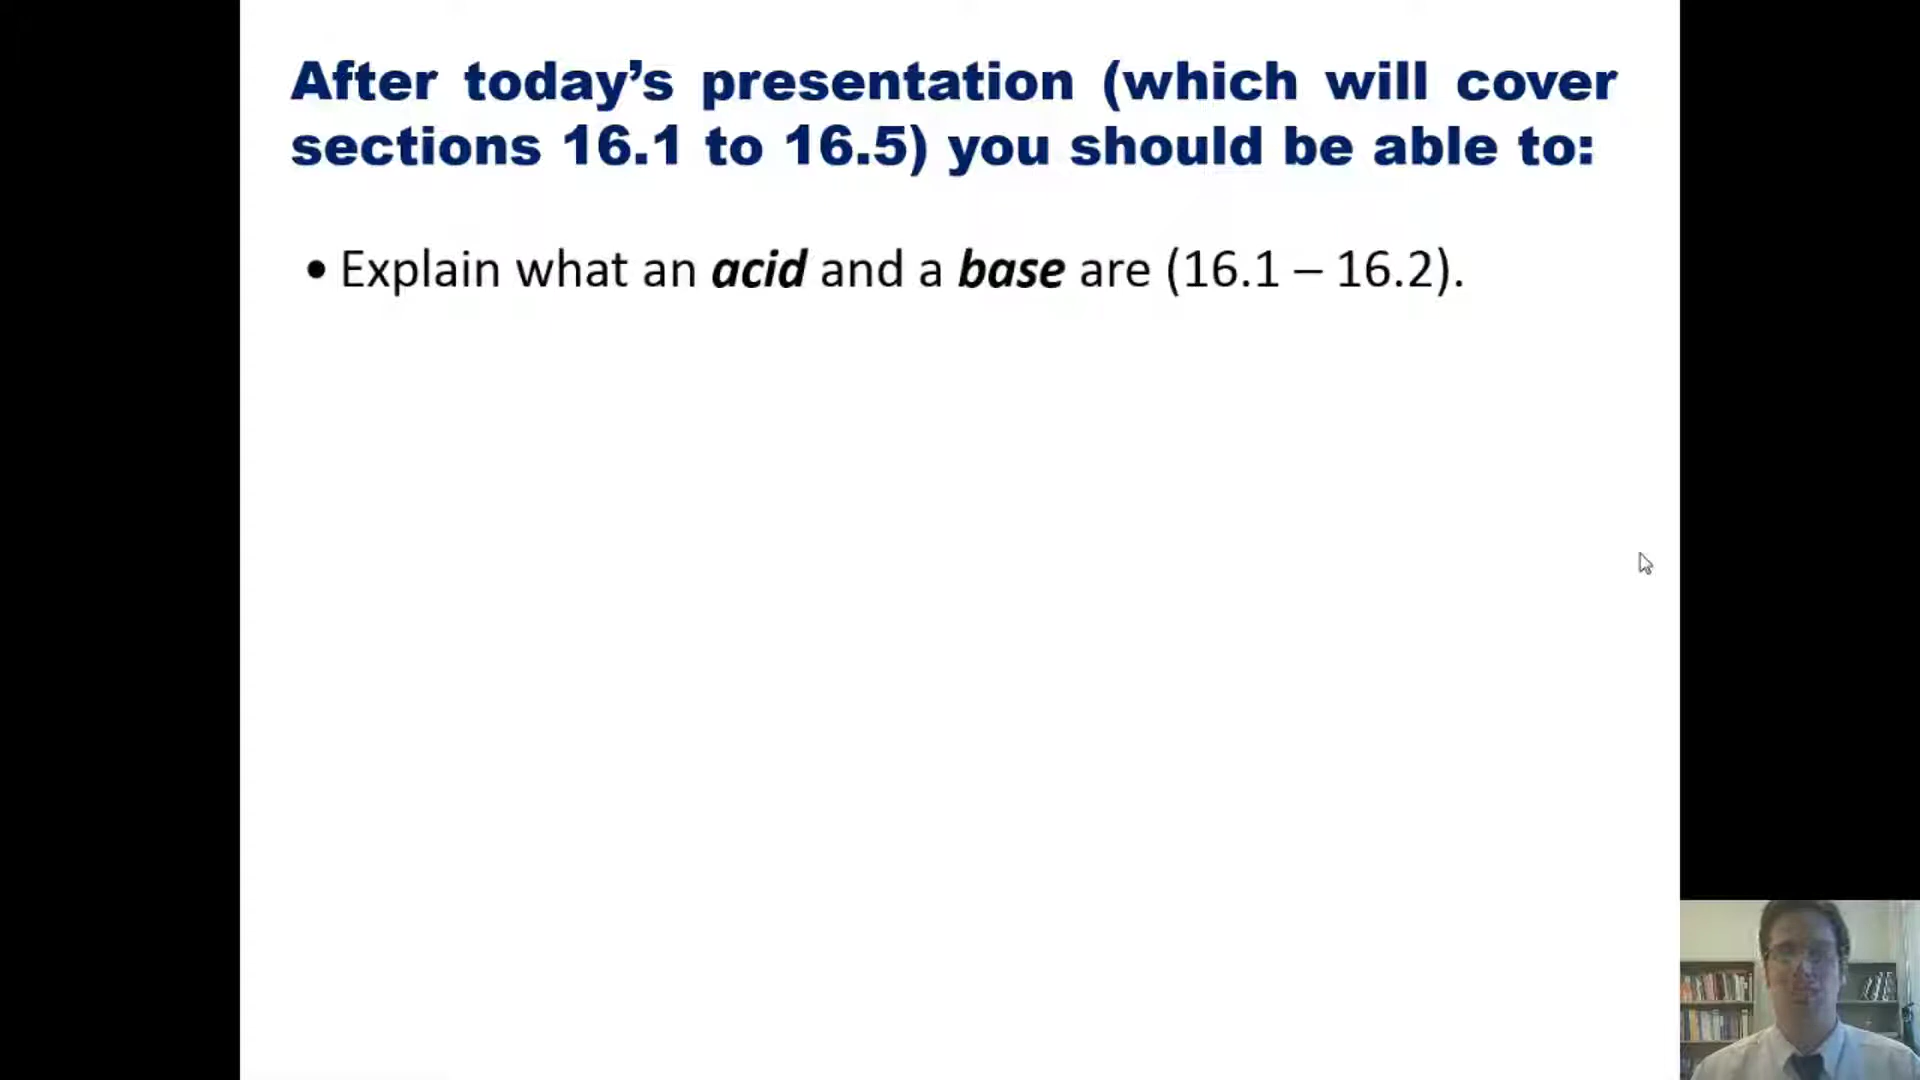 After today’s presentation (which will cover
sections 16.1 to 16.5) you should be able to:
• Explain what an acid and a base are (16.1 – 16.2).